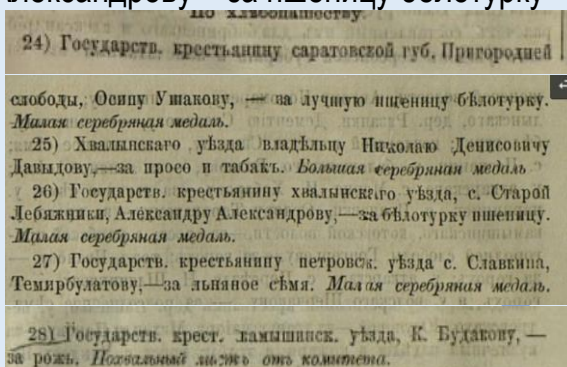 Александрову – за пшеницу белотурку
По хлѣбопашеству.
24) Государств. крестьянину саратовской губ. Пригородней
слободы, Осипу Ушакову, — за лучшую пшеницу бѣлотурку.
Малая серебряная медаль.
25) Хвалынскаго уѣзда владѣльцу Николаю Денисовичу
Давыдову,—за просо и табакъ. Большая серебряная медаль
26) Государств. крестьянину хвалынскаго уѣзда, с. Старой
Лебяжники, Александру Александрову,—за бѣлотурку пшеницу.
Малая серебряная медаль.
27) Государств. крестьянину петровск. уѣзда с. Славкина,
Темирбулатову,—за льняное сѣмя. Малая серебряная медаль.
28) Государств. крест. камышинск. уѣзда, К. Будакову, —
за рожь. Похвальный листъ отъ комитета.